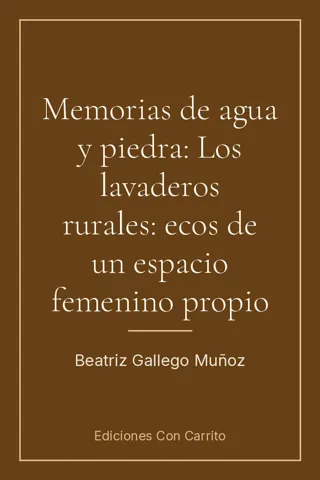 Memorias de agua
y piedra: Los
lavaderos
rurales: ecos de
un espacio
femenino propio
Beatriz Gallego Muñoz
Ediciones Con Carrito